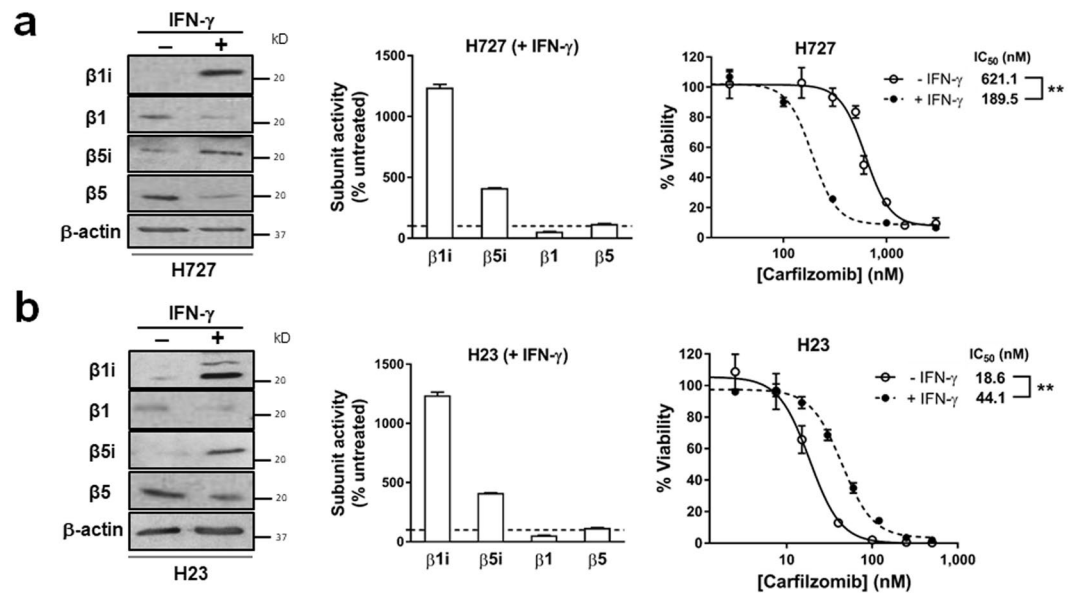 a
IFN-γ
− +
kD
β1i
20
β1
20
β5i
20
β5
20
β-actin
37
H727
H727 (+ IFN-γ)
Subunit activity
(% untreated)
1500
1000
500
0
β1i β5i β1 β5
H727
% Viability
120
100
80
60
40
20
0
100 1,000
[Carfilzomib] (nM)
IC50 (nM)
- IFN-γ 621.1
+ IFN-γ 189.5
**
b
IFN-γ
− +
kD
β1i
20
β1
20
β5i
20
β5
20
β-actin
37
H23
H23 (+ IFN-γ)
Subunit activity
(% untreated)
1500
1000
500
0
β1i β5i β1 β5
H23
% Viability
120
100
80
60
40
20
0
10 100 1,000
[Carfilzomib] (nM)
IC50 (nM)
- IFN-γ 18.6
+ IFN-γ 44.1
**